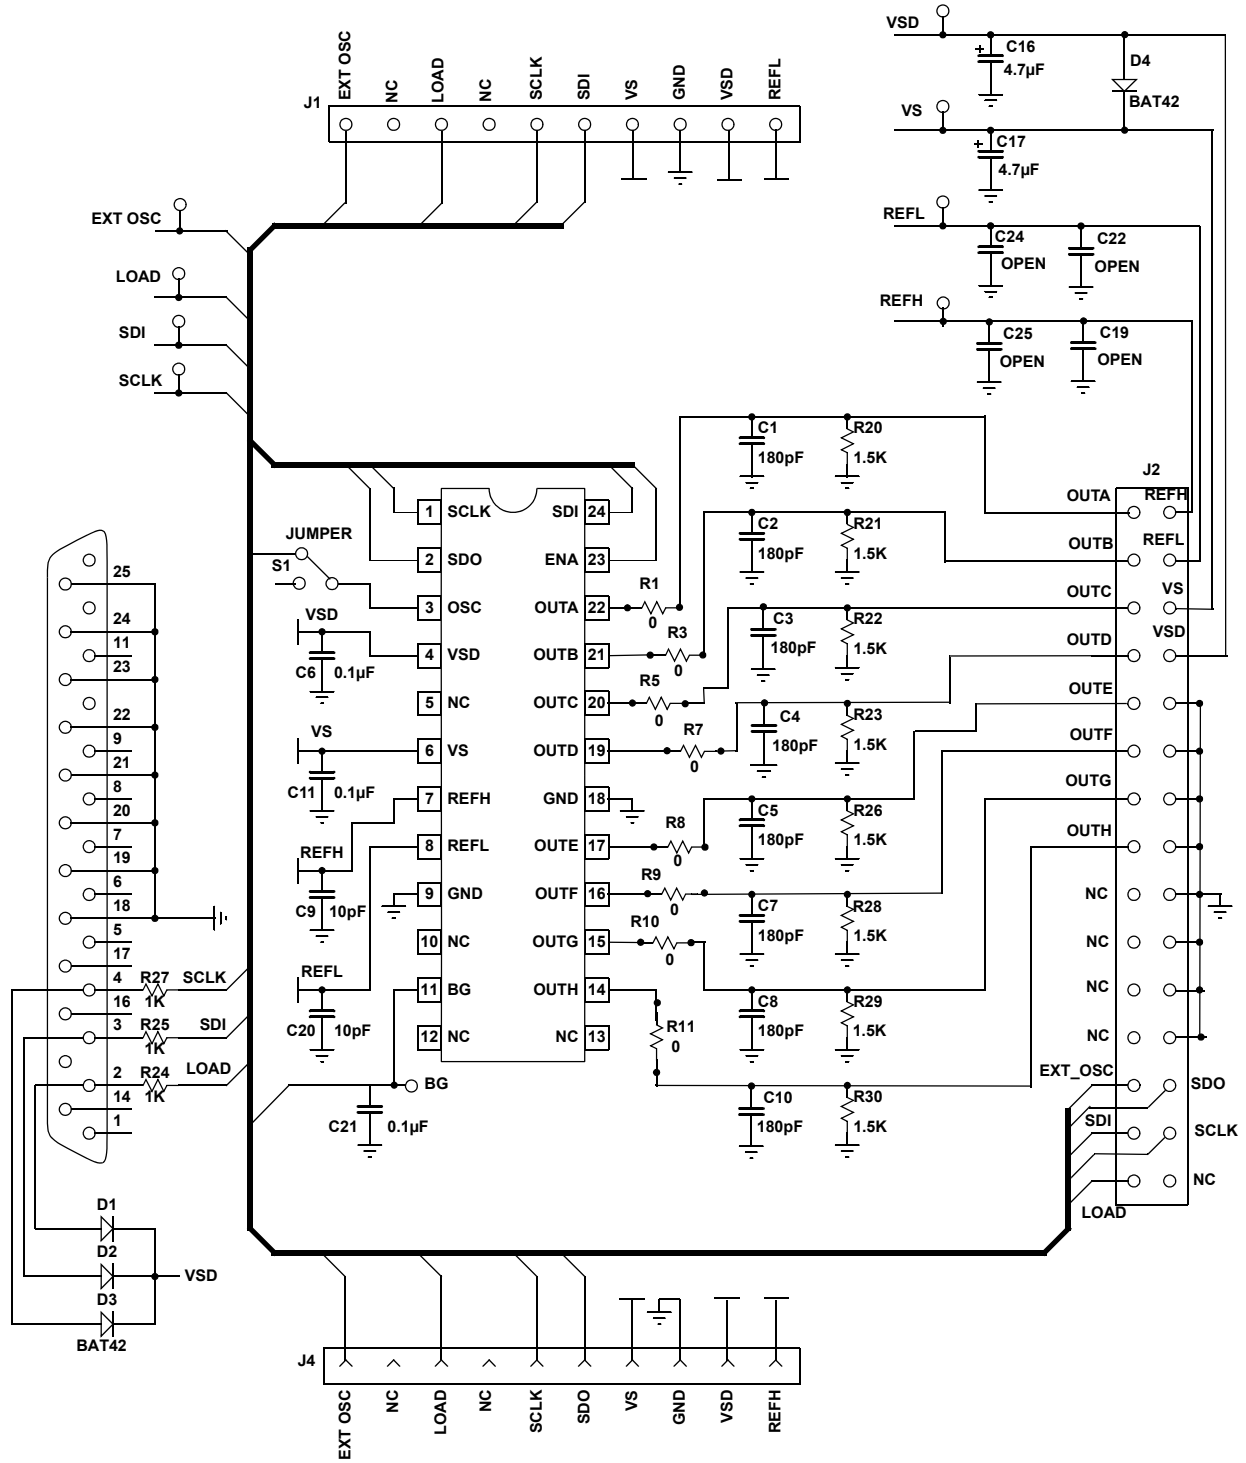 VSD
C16
4.7µF
D4
BAT42
VS
C17
4.7µF
REFL
C24
OPEN
C22
OPEN
REFH
C25
OPEN
C19
OPEN
J1
EXT OSC
NC
LOAD
NC
SCLK
SDI
VS
GND
VSD
REFL
EXT OSC
LOAD
SDI
SCLK
C1
180pF
R20
1.5K
C2
180pF
R21
1.5K
C3
180pF
R22
1.5K
C4
180pF
R23
1.5K
C5
180pF
R26
1.5K
C7
180pF
R28
1.5K
C8
180pF
R29
1.5K
C10
180pF
R30
1.5K
R1
0
R3
0
R5
0
R7
0
R8
0
R9
0
R10
0
R11
0
1 SCLK
2 SDO
3 OSC
4 VSD
5 NC
6 VS
7 REFH
8 REFL
9 GND
10 NC
11 BG
12 NC
SDI 24
ENA 23
OUTA 22
OUTB 21
OUTC 20
OUTD 19
GND 18
OUTE 17
OUTF 16
OUTG 15
OUTH 14
NC 13
JUMPER
S1
VSD
C6 0.1µF
VS
C11 0.1µF
REFH
C9 10pF
REFL
C20 10pF
BG
C21 0.1µF
25
24
11
23
22
9
21
8
20
7
19
6
18
5
17
4
16
3
2
14
1
R27
1K
SCLK
R25
1K
SDI
R24
1K
LOAD
D1
D2
D3
BAT42
VSD
J2
OUTA REFH
OUTB REFL
OUTC VS
OUTD VSD
OUTE
OUTF
OUTG
OUTH
NC
NC
NC
NC
EXT_OSC SDO
SDI SCLK
LOAD NC
J4
EXT OSC
NC
LOAD
NC
SCLK
SDO
VS
GND
VSD
REFH